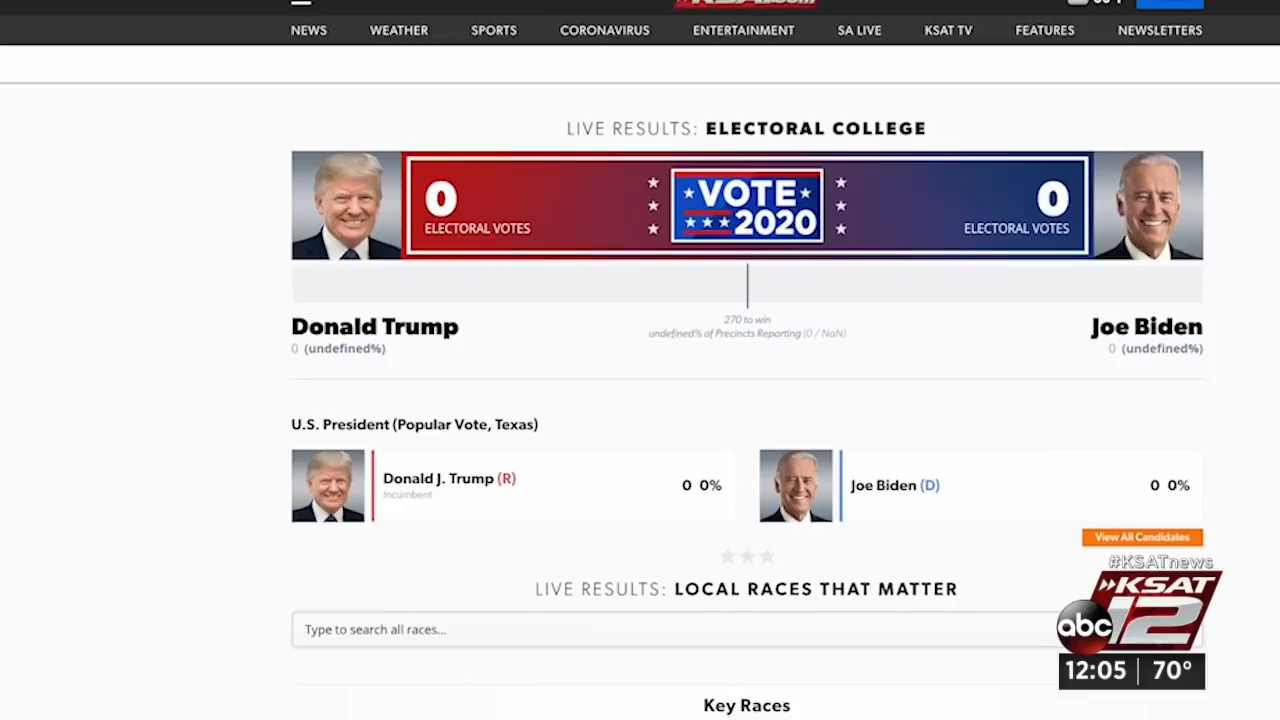 KSAT.com
NEWS WEATHER SPORTS CORONAVIRUS ENTERTAINMENT SA LIVE KSAT TV FEATURES NEWSLETTERS
LIVE RESULTS: ELECTORAL COLLEGE
0
ELECTORAL VOTES
VOTE
2020
0
ELECTORAL VOTES
Donald Trump
0 (undefined%)
270 to win
undefined% of Precincts Reporting (0 / NaN)
Joe Biden
0 (undefined%)
U.S. President (Popular Vote, Texas)
Donald J. Trump (R)
Incumbent
0 0%
Joe Biden (D)
0 0%
View All Candidates
#KSATnews
LIVE RESULTS: LOCAL RACES THAT MATTER
Type to search all races...
KSAT
abc 12
12:05 70°
Key Races